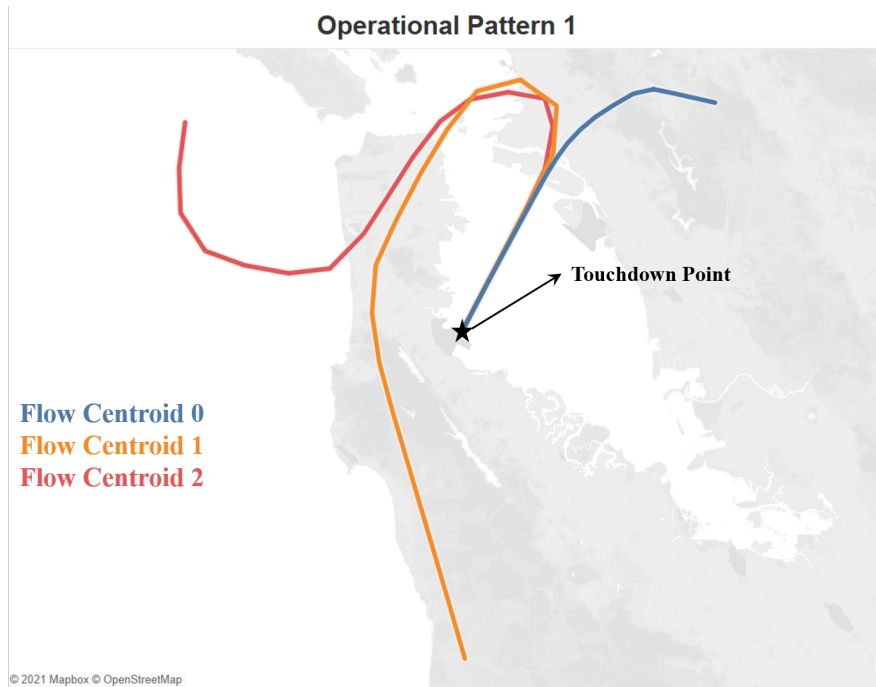 Operational Pattern 1
Touchdown Point
Flow Centroid 0
Flow Centroid 1
Flow Centroid 2
© 2021 Mapbox © OpenStreetMap